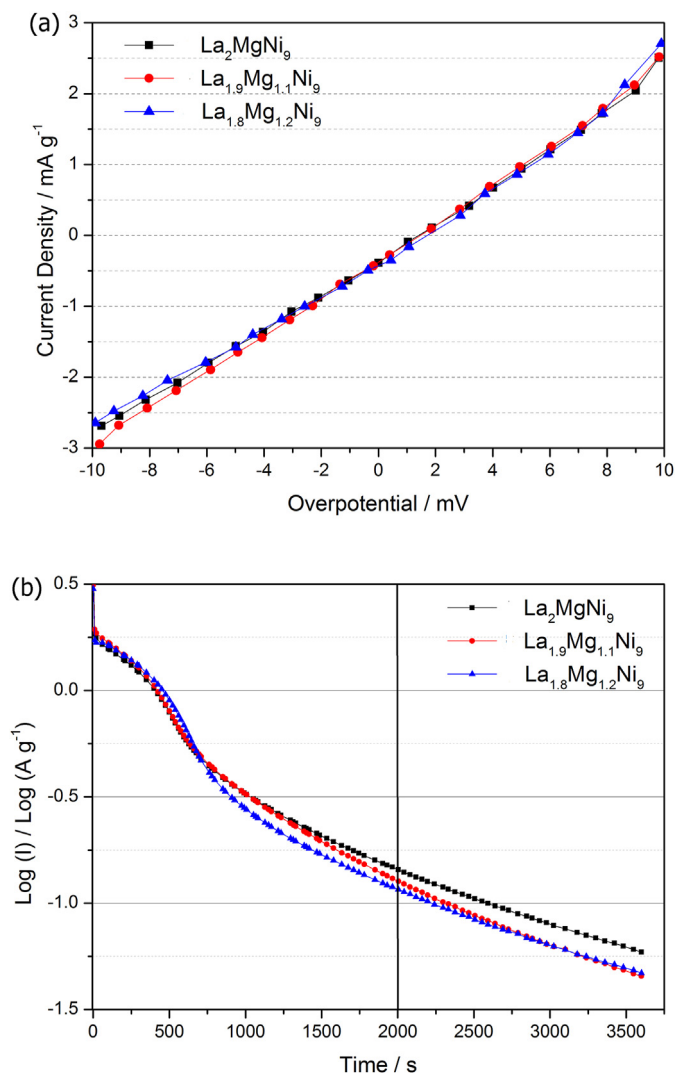 (a)
La2MgNi9
La1.9Mg1.1Ni9
La1.8Mg1.2Ni9
3
2
1
0
-1
-2
-3
Current Density / mA g-1
-10 -8 -6 -4 -2 0 2 4 6 8 10
Overpotential / mV
(b)
La2MgNi9
La1.9Mg1.1Ni9
La1.8Mg1.2Ni9
0.5
0.0
-0.5
-1.0
-1.5
Log (I) / Log (A g-1)
0 500 1000 1500 2000 2500 3000 3500
Time / s